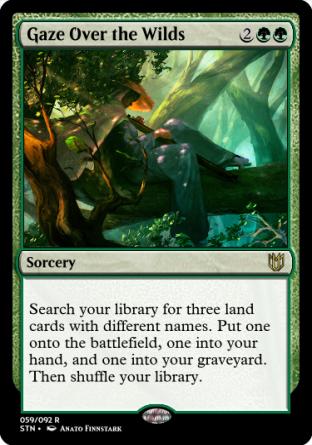 Gaze Over the Wilds 2
Sorcery
Search your library for three land
cards with different names. Put one
onto the battlefield, one into your
hand, and one into your graveyard.
Then shuffle your library.
059/092 R
STN • Anato Finnstark